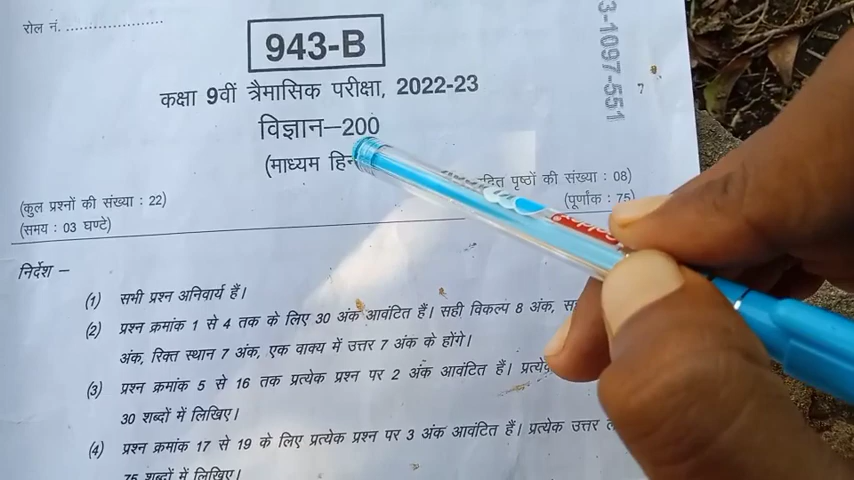 रोल नं. ........................
943-B
3-1097-551
कक्षा 9वीं त्रैमासिक परीक्षा, 2022-23
विज्ञान—200
(माध्यम
पृष्ठों की संख्या : 08)
(कुल प्रश्नों की संख्या : 22)
(पूर्णांक : 75)
(समय : 03 घण्टे)
निर्देश –
(1) सभी प्रश्न अनिवार्य हैं।
(2) प्रश्न क्रमांक 1 से 4 तक के लिए 30 अंक आवंटित हैं। सही विकल्प 8 अंक,
अंक, रिक्त स्थान 7 अंक, एक वाक्य में उत्तर 7 अंक के होंगे।
(3) प्रश्न क्रमांक 5 से 16 तक प्रत्येक प्रश्न पर 2 अंक आवंटित हैं।
30 शब्दों में लिखिए।
(4) प्रश्न क्रमांक 17 से 19 के लिए प्रत्येक प्रश्न पर 3 अंक आवंटित हैं। प्रत्येक उत्तर
75 शब्दों में लिखिए।